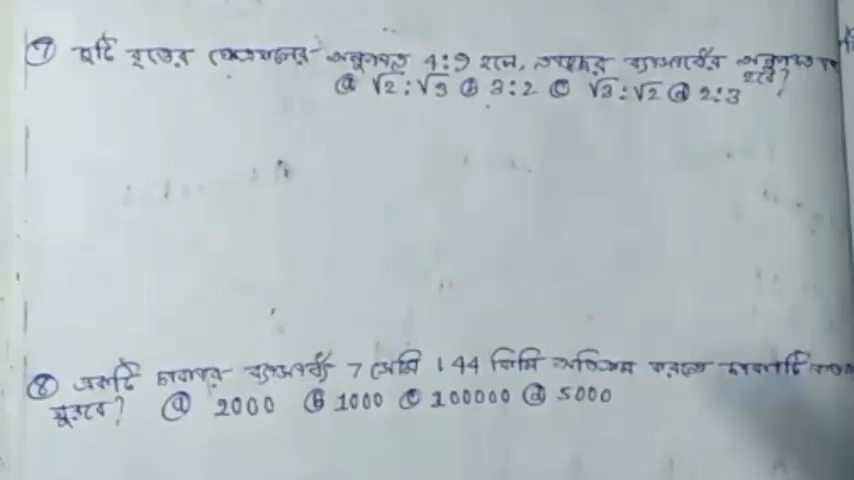 ⑦ দুটি বৃত্তের ক্ষেত্রফলের অনুপাত 4:9 হলে, তাদের ব্যাসার্ধের অনুপাত
হবে?
ⓐ √2:√3 ⓑ 3:2 ⓒ √3:√2 ⓓ 2:3
⑧ একটি চাকার ব্যাসার্ধ 7 সেমি । 44 কিমি অতিক্রম করতে চাকাটি
ঘুরবে? ⓐ 2000 ⓑ 1000 ⓒ 100000 ⓓ 5000